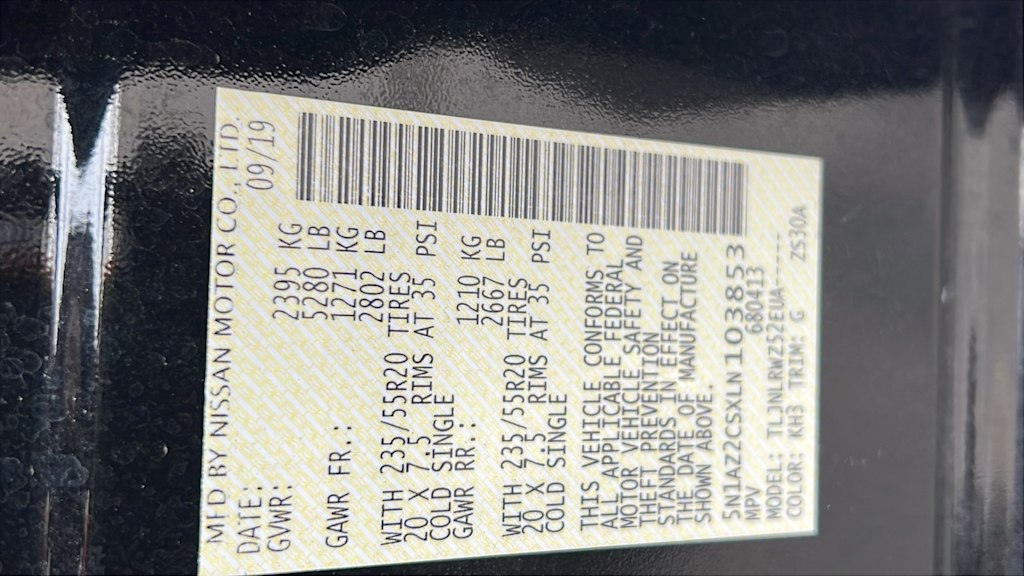 MFD BY NISSAN MOTOR CO., LTD.
DATE: 09/19
GVWR: 2395 KG
5280 LB
GAWR FR.: 1271 KG
2802 LB
WITH 235/55R20 TIRES
20 X 7.5 RIMS AT 35 PSI
COLD SINGLE
GAWR RR.: 1210 KG
2667 LB
WITH 235/55R20 TIRES
20 X 7.5 RIMS AT 35 PSI
COLD SINGLE
THIS VEHICLE CONFORMS TO
ALL APPLICABLE FEDERAL
MOTOR VEHICLE SAFETY AND
THEFT PREVENTION
STANDARDS IN EFFECT ON
THE DATE OF MANUFACTURE
SHOWN ABOVE.
5N1AZ2CSXLN103853
MPV 680413
MODEL: TLJNLRWZS2EUA-----
COLOR: KH3 TRIM: G ZS30A